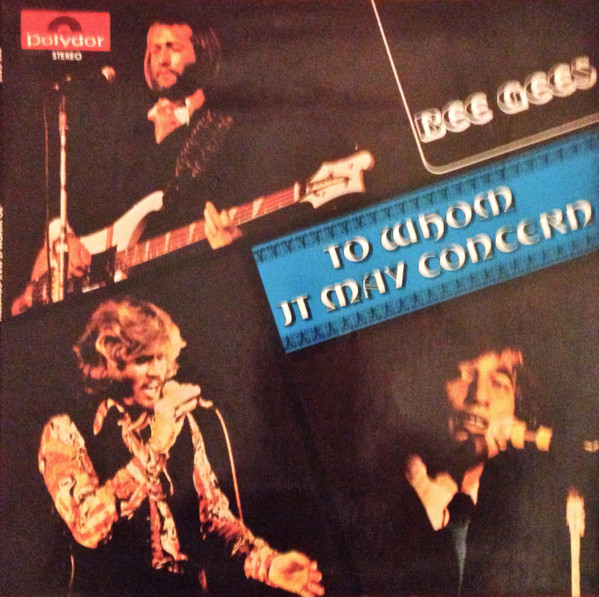 polydor
STEREO
BEE GEES
TO WHOM
IT MAY CONCERN